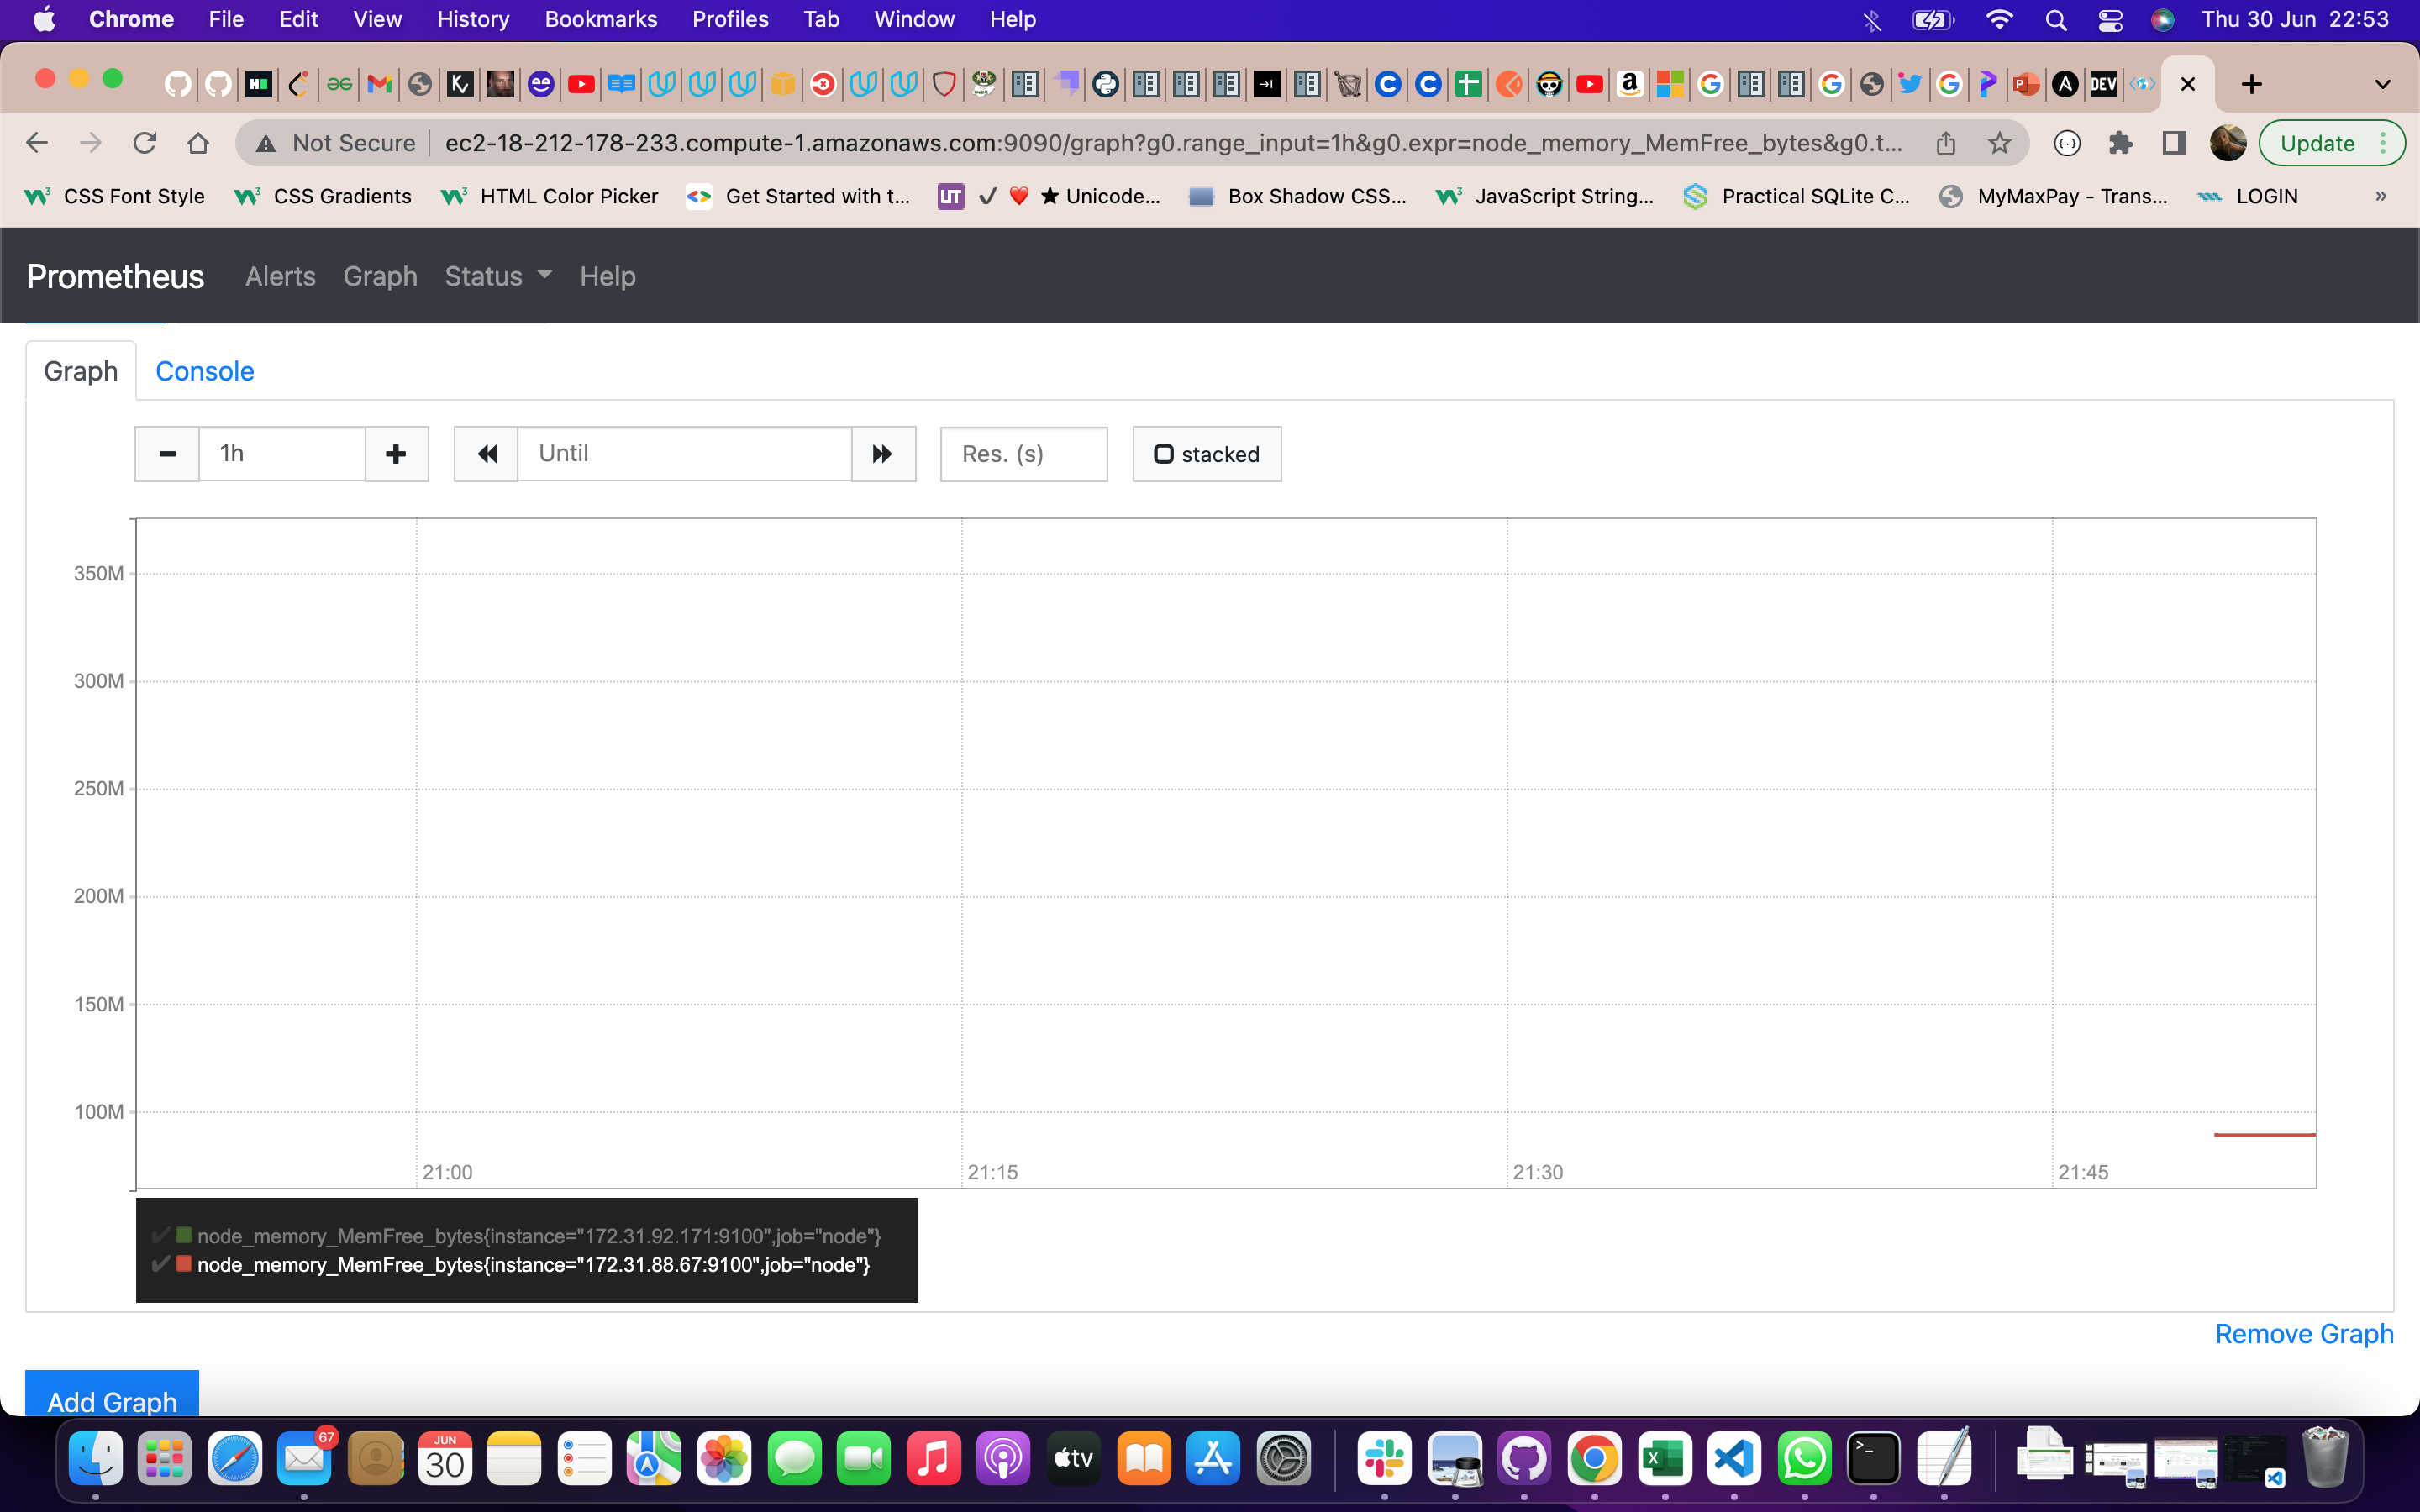 Chrome File Edit View History Bookmarks Profiles Tab Window Help Thu 30 Jun 22:53
DEV
Not Secure ec2-18-212-178-233.compute-1.amazonaws.com:9090/graph?g0.range_input=1h&g0.expr=node_memory_MemFree_bytes&g0.t... Update
CSS Font Style CSS Gradients HTML Color Picker Get Started with t... UT ✓ ❤️ ★ Unicode... Box Shadow CSS... JavaScript String... Practical SQLite C... MyMaxPay - Trans... LOGIN »
Prometheus Alerts Graph Status Help
Graph Console
1h Until Res. (s) stacked
350M
300M
250M
200M
150M
100M
21:00 21:15 21:30 21:45
node_memory_MemFree_bytes{instance="172.31.92.171:9100",job="node"}
node_memory_MemFree_bytes{instance="172.31.88.67:9100",job="node"}
Remove Graph
Add Graph
67
JUN
30
tv